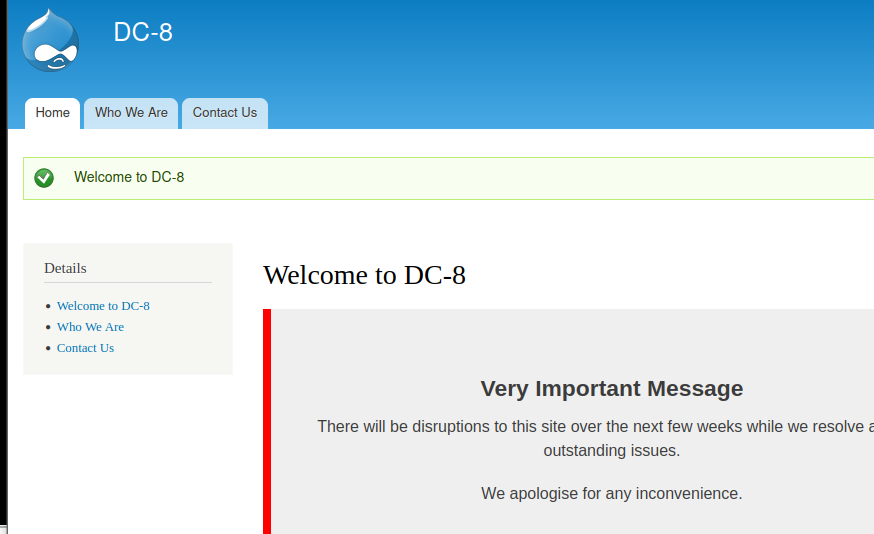 DC-8
Home
Who We Are
Contact Us
Welcome to DC-8
Details
Welcome to DC-8
Who We Are
Contact Us
Welcome to DC-8
Very Important Message
There will be disruptions to this site over the next few weeks while we resolve
outstanding issues.
We apologise for any inconvenience.